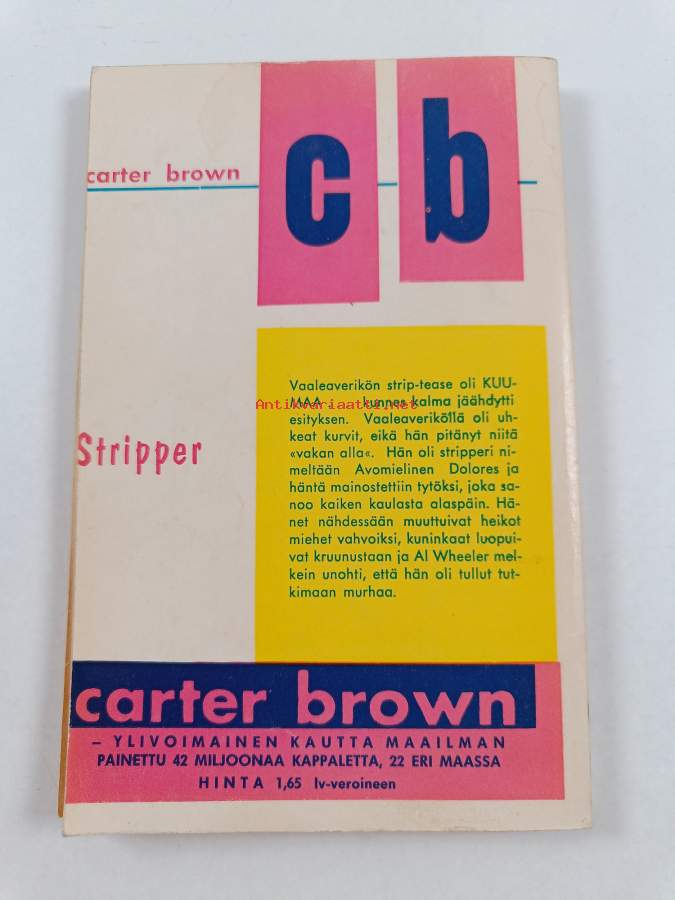 carter brown
cb
Vaaleaverikön strip-tease oli KUU-
MAA kunnes kalma jäähdytti
Antikvariaatti.net
esityksen. Vaaleaveriköllä oli uh-
keat kurvit, eikä hän pitänyt niitä
«vakan alla«. Hän oli stripperi ni-
meltään Avomielinen Dolores ja
häntä mainostettiin tytöksi, joka sa-
noo kaiken kaulasta alaspäin. Hä-
net nähdessään muuttuivat heikot
miehet vahvoiksi, kuninkaat luopui-
vat kruunustaan ja Al Wheeler mel-
kein unohti, että hän oli tullut tut-
kimaan murhaa.
Stripper
carter brown
– YLIVOIMAINEN KAUTTA MAAILMAN
PAINETTU 42 MILJOONAA KAPPALETTA, 22 ERI MAASSA
HINTA 1,65 lv-veroineen